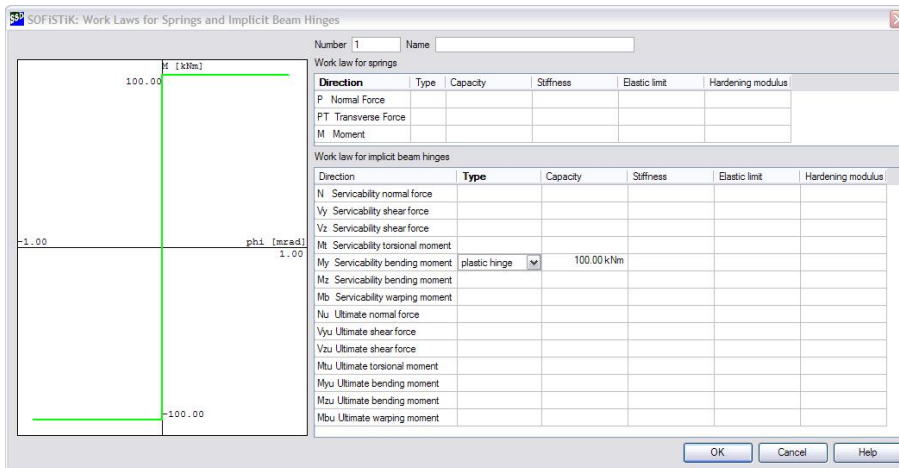 SSD SOFiSTiK: Work Laws for Springs and Implicit Beam Hinges
Number 1 Name
M [kNm]
100.00
-1.00
phi [mrad]
1.00
-100.00
Work law for springs
Direction Type Capacity Stiffness Elastic limit Hardening modulus
P Normal Force
PT Transverse Force
M Moment
Work law for implicit beam hinges
Direction Type Capacity Stiffness Elastic limit Hardening modulus
N Servicability normal force
Vy Servicability shear force
Vz Servicability shear force
Mt Servicability torsional moment
My Servicability bending moment plastic hinge 100.00 kNm
Mz Servicability bending moment
Mb Servicability warping moment
Nu Ultimate normal force
Vyu Ultimate shear force
Vzu Ultimate shear force
Mtu Ultimate torsional moment
Myu Ultimate bending moment
Mzu Ultimate bending moment
Mbu Ultimate warping moment
OK Cancel Help